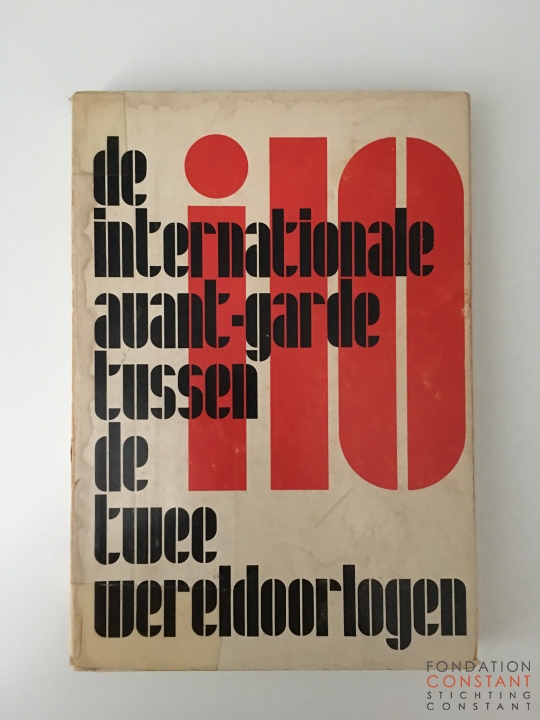 i10
de
internationale
avant-garde
tussen
de
twee
wereldoorlogen
FONDATION
CONSTANT
STICHTING
CONSTANT